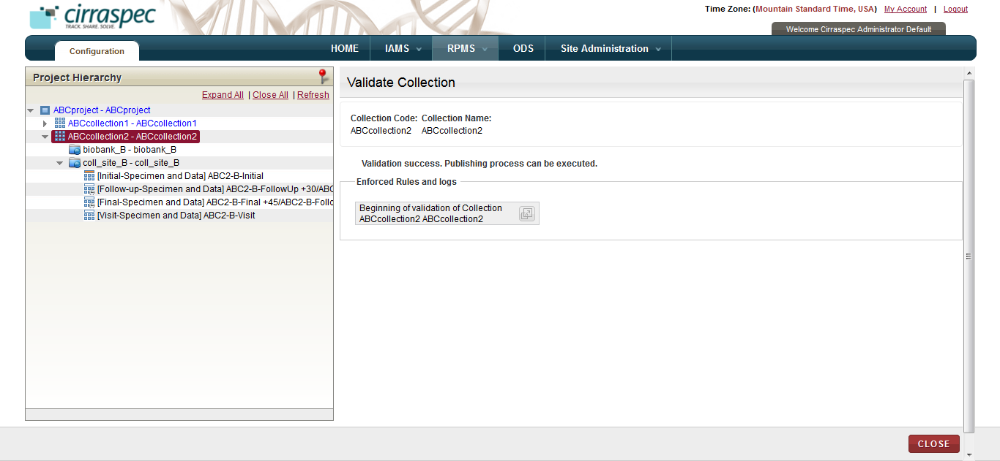 cirraspec
TRACK. SHARE. SOLVE.
Time Zone: (Mountain Standard Time, USA) My Account | Logout
Welcome Cirraspec Administrator Default
Configuration
HOME IAMS RPMS ODS Site Administration
Project Hierarchy
Expand All | Close All | Refresh
ABCproject - ABCproject
ABCcollection1 - ABCcollection1
ABCcollection2 - ABCcollection2
biobank_B - biobank_B
coll_site_B - coll_site_B
[Initial-Specimen and Data] ABC2-B-Initial
[Follow-up-Specimen and Data] ABC2-B-FollowUp +30/ABC
[Final-Specimen and Data] ABC2-B-Final +45/ABC2-B-Follo
[Visit-Specimen and Data] ABC2-B-Visit
Validate Collection
Collection Code: Collection Name:
ABCcollection2 ABCcollection2
Validation success. Publishing process can be executed.
Enforced Rules and logs
Beginning of validation of Collection
ABCcollection2 ABCcollection2
CLOSE